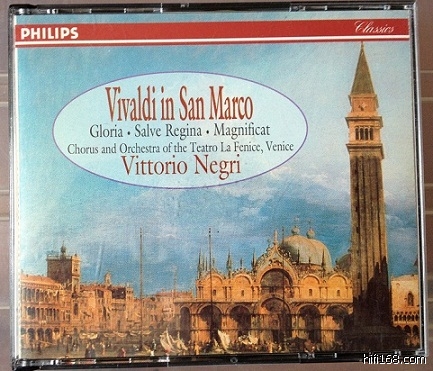 PHILIPS
Classics
Vivaldi in San Marco
Gloria • Salve Regina • Magnificat
Chorus and Orchestra of the Teatro La Fenice, Venice
Vittorio Negri
hifi168.com